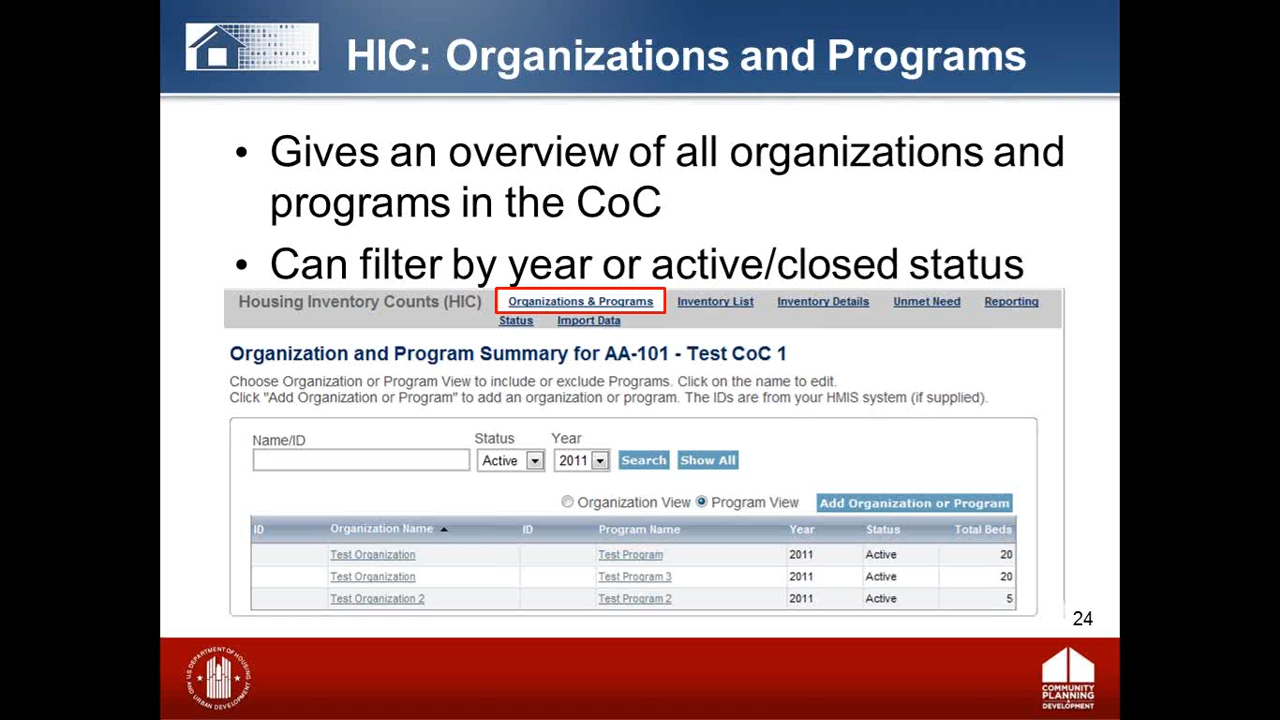 HIC: Organizations and Programs
• Gives an overview of all organizations and
programs in the CoC
• Can filter by year or active/closed status
Housing Inventory Counts (HIC) Organizations & Programs Inventory List Inventory Details Unmet Need Reporting
Status Import Data
Organization and Program Summary for AA-101 - Test CoC 1
Choose Organization or Program View to include or exclude Programs. Click on the name to edit.
Click "Add Organization or Program" to add an organization or program. The IDs are from your HMIS system (if supplied).
Name/ID Status Year
Active 2011 Search Show All
Organization View Program View Add Organization or Program
ID Organization Name ID Program Name Year Status Total Beds
Test Organization Test Program 2011 Active 20
Test Organization Test Program 3 2011 Active 20
Test Organization 2 Test Program 2 2011 Active 5
24
U.S. DEPARTMENT OF HOUSING AND URBAN DEVELOPMENT
COMMUNITY
PLANNING
DEVELOPMENT